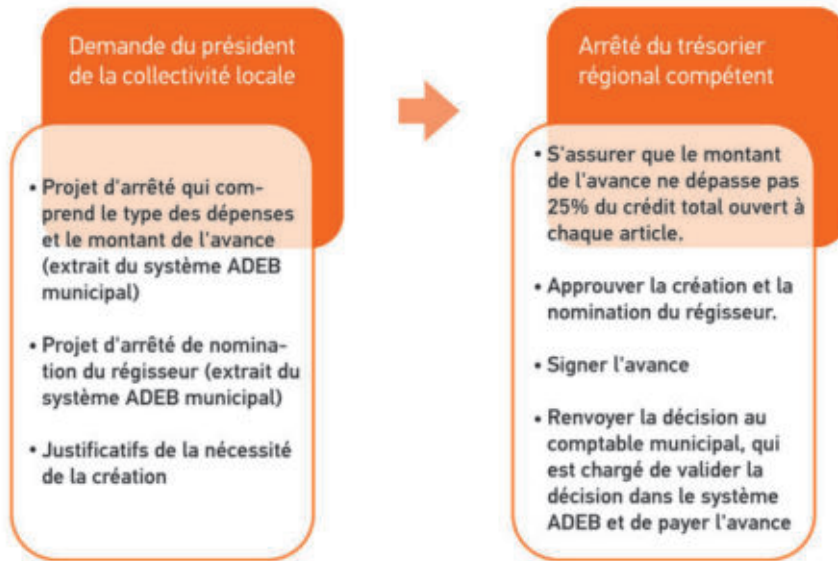 Demande du président
de la collectivité locale
• Projet d'arrêté qui com-
prend le type des dépenses
et le montant de l'avance
(extrait du système ADEB
municipal)
• Projet d'arrêté de nomina-
tion du régisseur (extrait du
système ADEB municipal)
• Justificatifs de la nécessité
de la création
Arrêté du trésorier
régional compétent
• S'assurer que le montant
de l'avance ne dépasse pas
25% du crédit total ouvert à
chaque article.
• Approuver la création et la
nomination du régisseur.
• Signer l'avance
• Renvoyer la décision au
comptable municipal, qui
est chargé de valider la
décision dans le système
ADEB et de payer l'avance